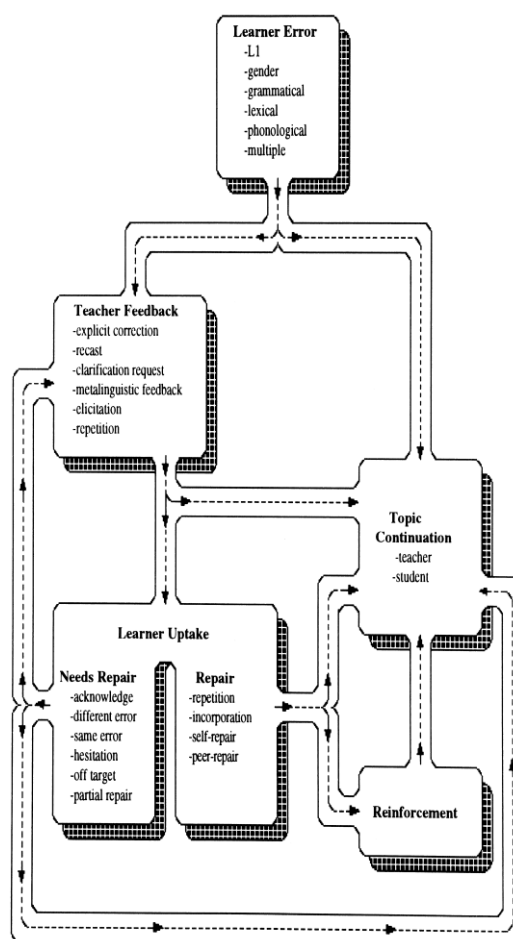 Learner Error
-L1
-gender
-grammatical
-lexical
-phonological
-multiple
Teacher Feedback
-explicit correction
-recast
-clarification request
-metalinguistic feedback
-elicitation
-repetition
Topic
Continuation
-teacher
-student
Learner Uptake
Needs Repair
-acknowledge
-different error
-same error
-hesitation
-off target
-partial repair
Repair
-repetition
-incorporation
-self-repair
-peer-repair
Reinforcement